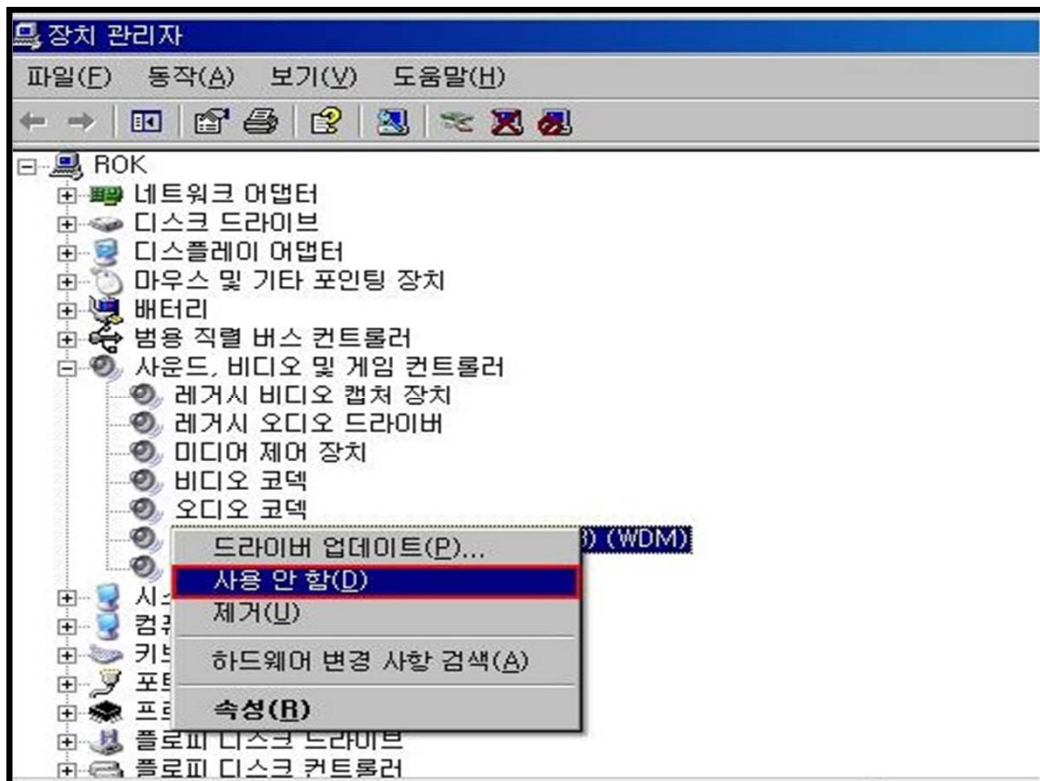 장치 관리자
파일(F) 동작(A) 보기(V) 도움말(H)
ROK
네트워크 어댑터
디스크 드라이브
디스플레이 어댑터
마우스 및 기타 포인팅 장치
배터리
범용 직렬 버스 컨트롤러
사운드, 비디오 및 게임 컨트롤러
레거시 비디오 캡처 장치
레거시 오디오 드라이버
미디어 제어 장치
비디오 코덱
오디오 코덱
(WDM)
드라이버 업데이트(P)...
사용 안 함(D)
제거(U)
하드웨어 변경 사항 검색(A)
속성(R)
플로피 디스크 드라이브
플로피 디스크 컨트롤러